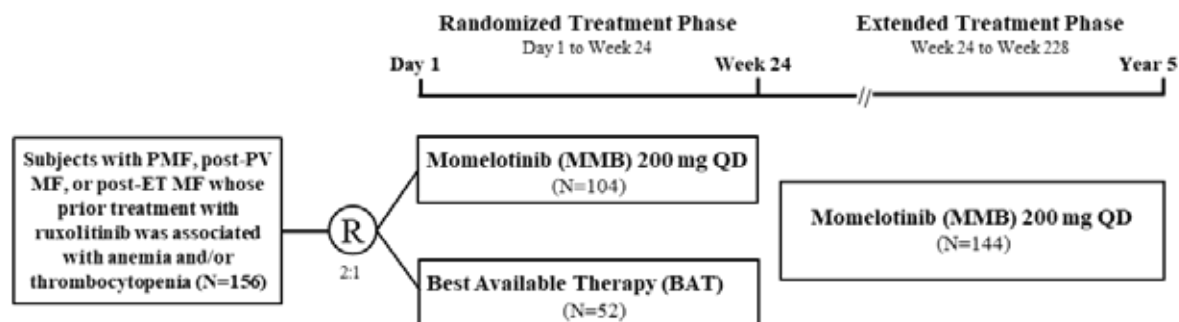 Randomized Treatment Phase
Day 1 to Week 24
Extended Treatment Phase
Week 24 to Week 228
Day 1
Week 24
Year 5
//
Subjects with PMF, post-PV
MF, or post-ET MF whose
prior treatment with
ruxolitinib was associated
with anemia and/or
thrombocytopenia (N=156)
R
2:1
Momelotinib (MMB) 200 mg QD
(N=104)
Best Available Therapy (BAT)
(N=52)
Momelotinib (MMB) 200 mg QD
(N=144)